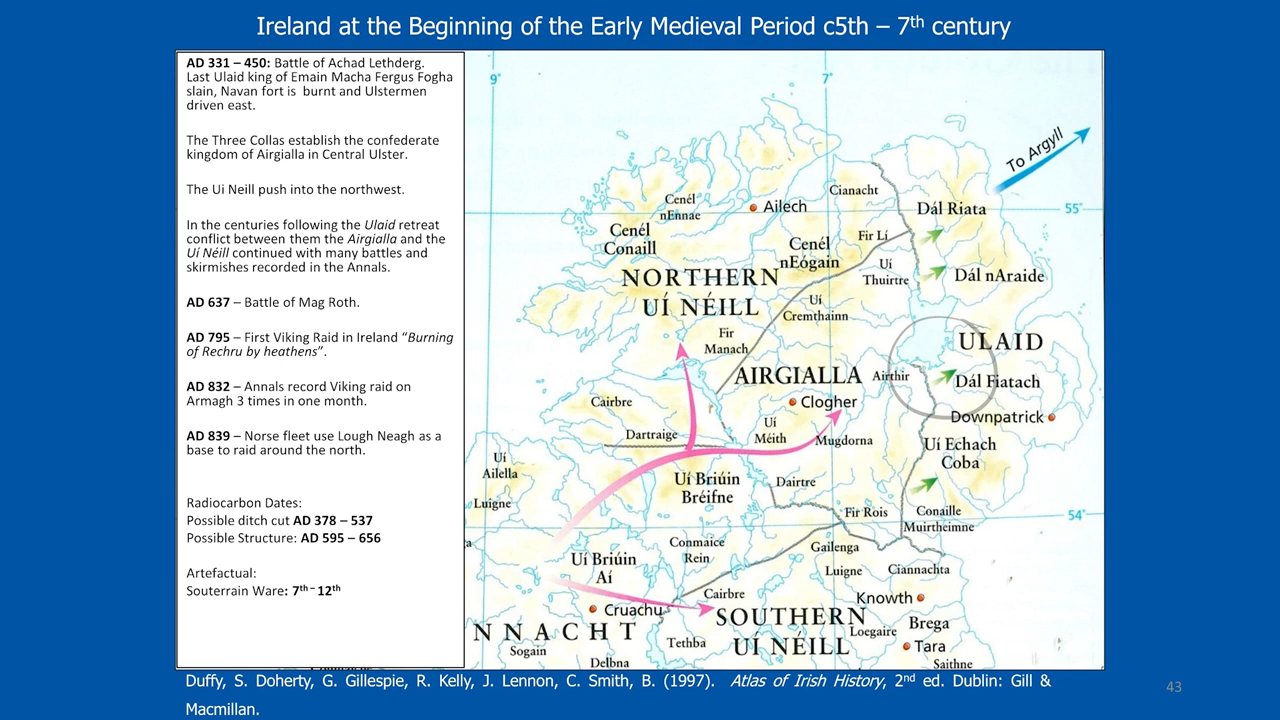 Ireland at the Beginning of the Early Medieval Period c5th – 7th century
AD 331 – 450: Battle of Achad Lethderg.
Last Ulaid king of Emain Macha Fergus Fogha
slain, Navan fort is burnt and Ulstermen
driven east.
The Three Collas establish the confederate
kingdom of Airgialla in Central Ulster.
The Ui Neill push into the northwest.
In the centuries following the Ulaid retreat
conflict between them the Airgialla and the
Uí Néill continued with many battles and
skirmishes recorded in the Annals.
AD 637 – Battle of Mag Roth.
AD 795 – First Viking Raid in Ireland “Burning
of Rechru by heathens”.
AD 832 – Annals record Viking raid on
Armagh 3 times in one month.
AD 839 – Norse fleet use Lough Neagh as a
base to raid around the north.
Radiocarbon Dates:
Possible ditch cut AD 378 – 537
Possible Structure: AD 595 – 656
Artefactual:
Souterrain Ware: 7th – 12th
9°
7°
To Argyll
55°
Cianacht
Cenél
nEnnae
Ailech
Dál Riata
Cenél
Conaill
Cenél
nEógain
Fir Lí
Uí
Thuirtre
Dál nAraide
NORTHERN
UÍ NÉILL
Uí
Cremthainn
Fir
Manach
ULAID
AIRGIALLA
Airthir
Dál Fiatach
Clogher
Cairbre
Downpatrick
Dartraige
Uí
Méith
Mugdorna
Uí Echach
Coba
Uí
Ailella
Uí Briúin
Bréifne
Dairtre
Luigne
Fir Rois
Conaille
Muirtheimne
54°
Conmaice
Rein
Gailenga
Uí Briúin
Aí
Luigne
Ciannachta
Cairbre
Knowth
Cruachu
SOUTHERN
UÍ NÉILL
Loegaire
Brega
NNACHT
Sogain
Tethba
Tara
Delbna
Saithne
Duffy, S. Doherty, G. Gillespie, R. Kelly, J. Lennon, C. Smith, B. (1997). Atlas of Irish History, 2nd ed. Dublin: Gill &
Macmillan.
43